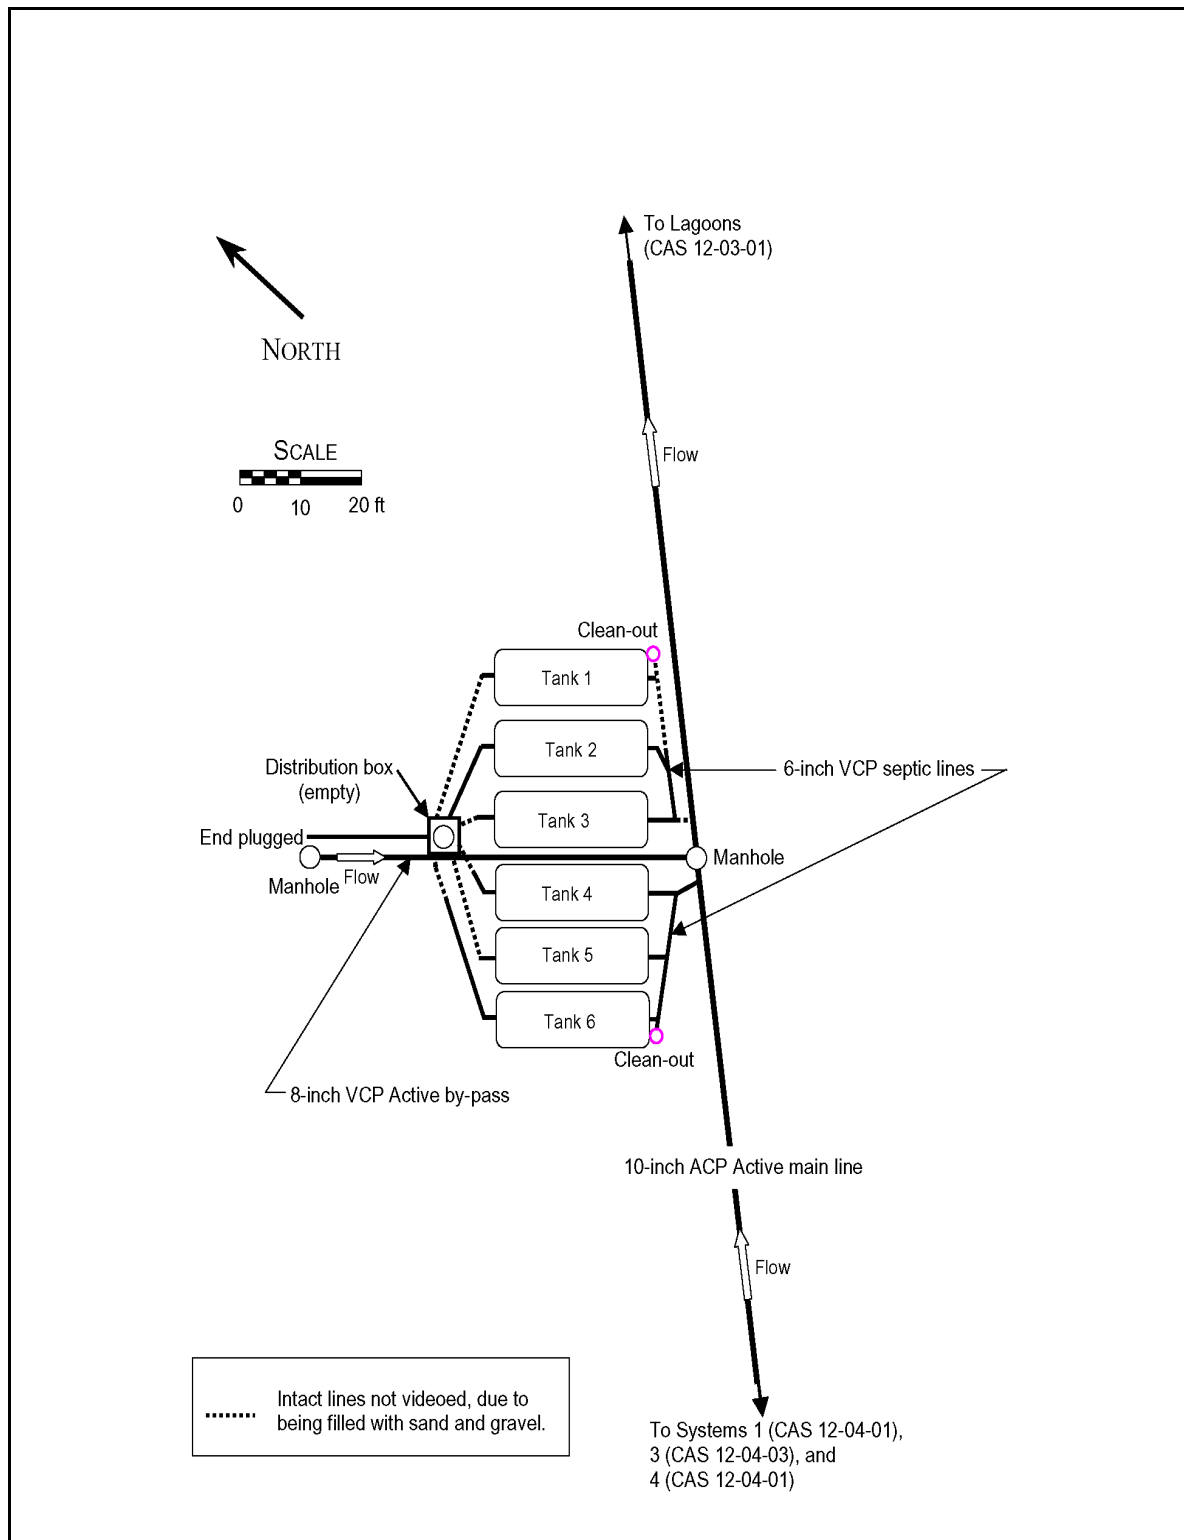 To Lagoons
(CAS 12-03-01)
NORTH
SCALE
0 10 20 ft
Flow
Clean-out
Tank 1
Tank 2
Distribution box
(empty)
6-inch VCP septic lines
Tank 3
End plugged
Manhole
Manhole
Flow
Tank 4
Tank 5
Tank 6
Clean-out
8-inch VCP Active by-pass
10-inch ACP Active main line
Flow
Intact lines not videoed, due to
being filled with sand and gravel.
To Systems 1 (CAS 12-04-01),
3 (CAS 12-04-03), and
4 (CAS 12-04-01)